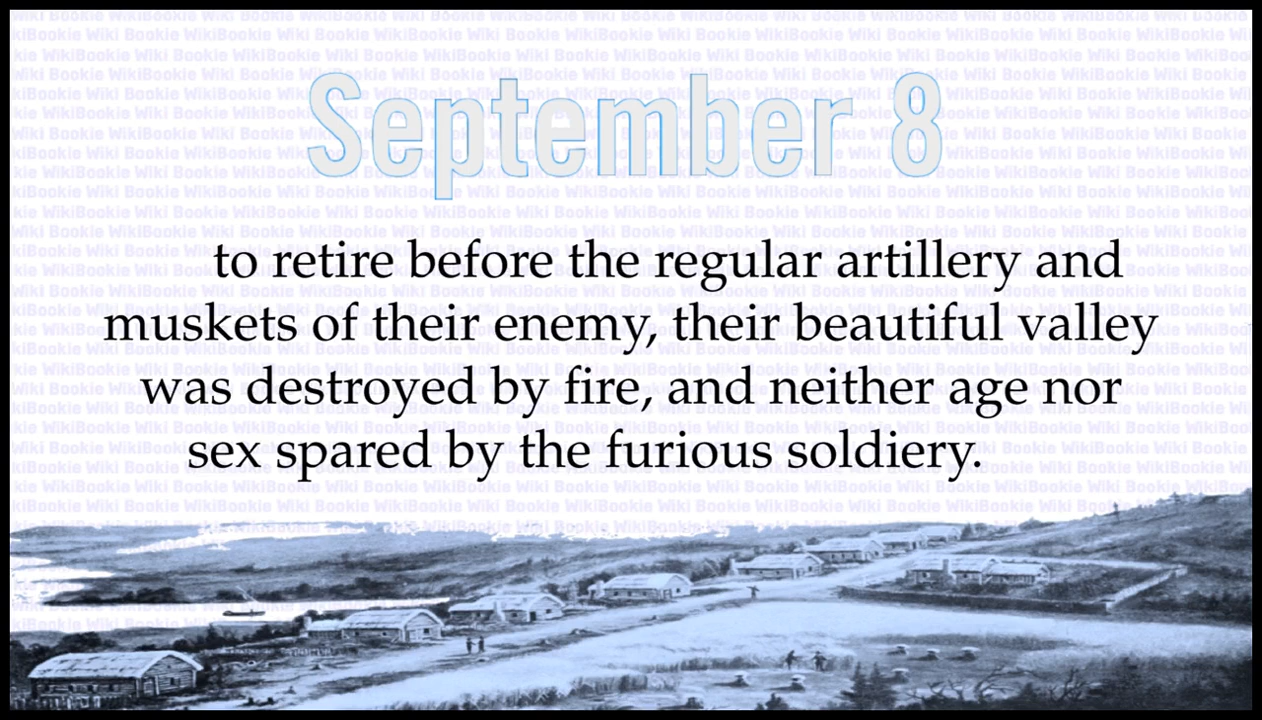 September 8
to retire before the regular artillery and
muskets of their enemy, their beautiful valley
was destroyed by fire, and neither age nor
sex spared by the furious soldiery.